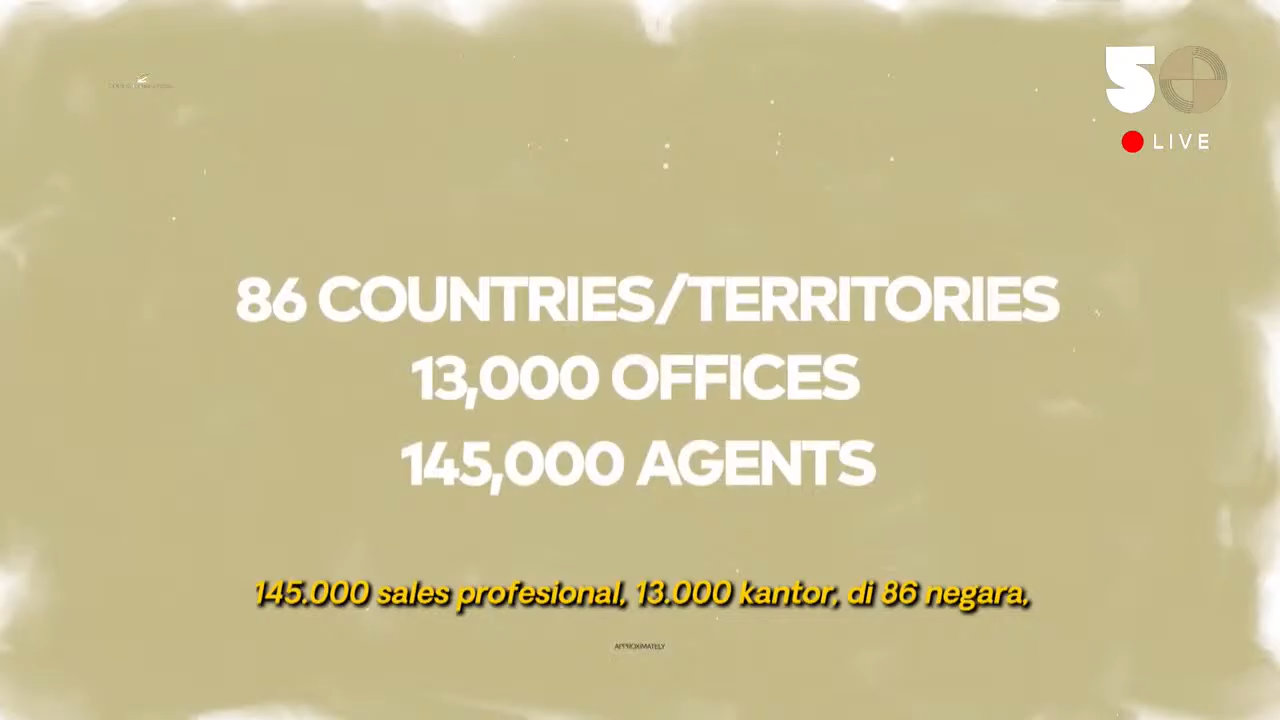 50
LIVE
86 COUNTRIES/TERRITORIES
13,000 OFFICES
145,000 AGENTS
145.000 sales profesional, 13.000 kantor, di 86 negara,
APPROXIMATELY